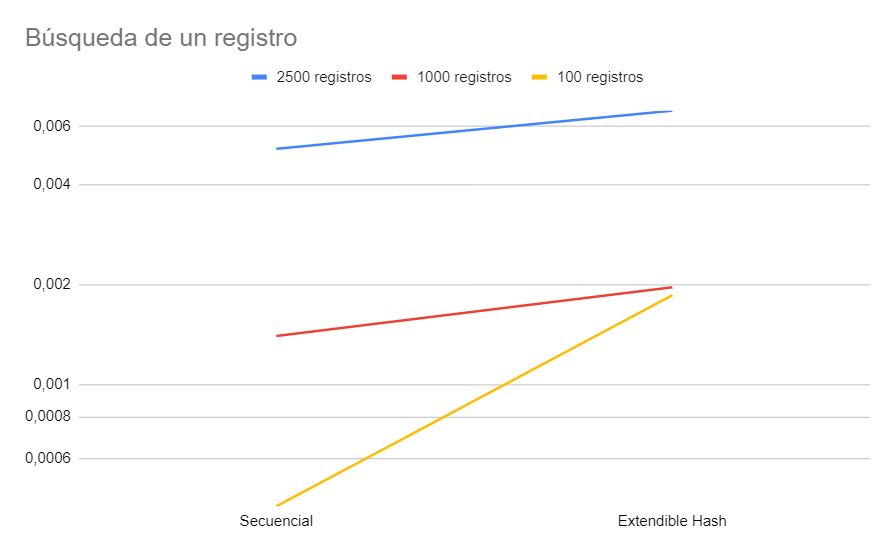 Búsqueda de un registro
2500 registros 1000 registros 100 registros
0,006
0,004
0,002
0,001
0,0008
0,0006
Secuencial Extendible Hash